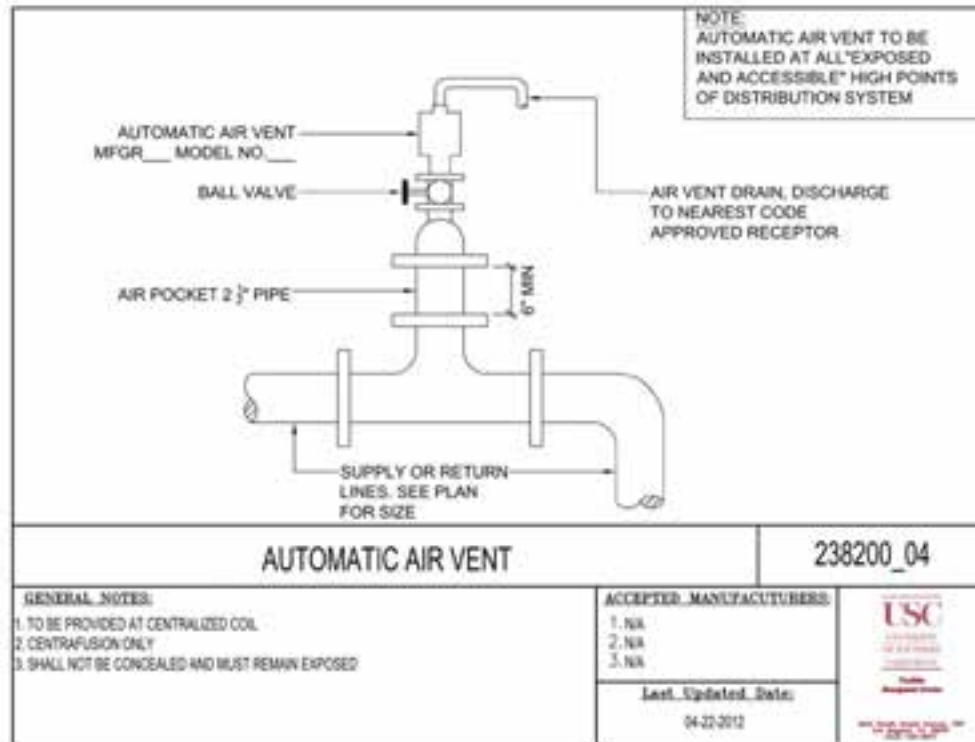 NOTE:
AUTOMATIC AIR VENT TO BE
INSTALLED AT ALL"EXPOSED
AND ACCESSIBLE" HIGH POINTS
OF DISTRIBUTION SYSTEM
AUTOMATIC AIR VENT
MFGR___ MODEL NO.___
BALL VALVE
AIR VENT DRAIN, DISCHARGE
TO NEAREST CODE
APPROVED RECEPTOR
AIR POCKET 2 ½" PIPE
6" MIN
SUPPLY OR RETURN
LINES. SEE PLAN
FOR SIZE
AUTOMATIC AIR VENT
238200_04
GENERAL NOTES:
1. TO BE PROVIDED AT CENTRALIZED COIL
2. CENTRAFUSION ONLY
3. SHALL NOT BE CONCEALED AND MUST REMAIN EXPOSED
ACCEPTED MANUFACUTURERS:
1. N/A
2. N/A
3. N/A
Last Updated Date:
04-22-2012
USC